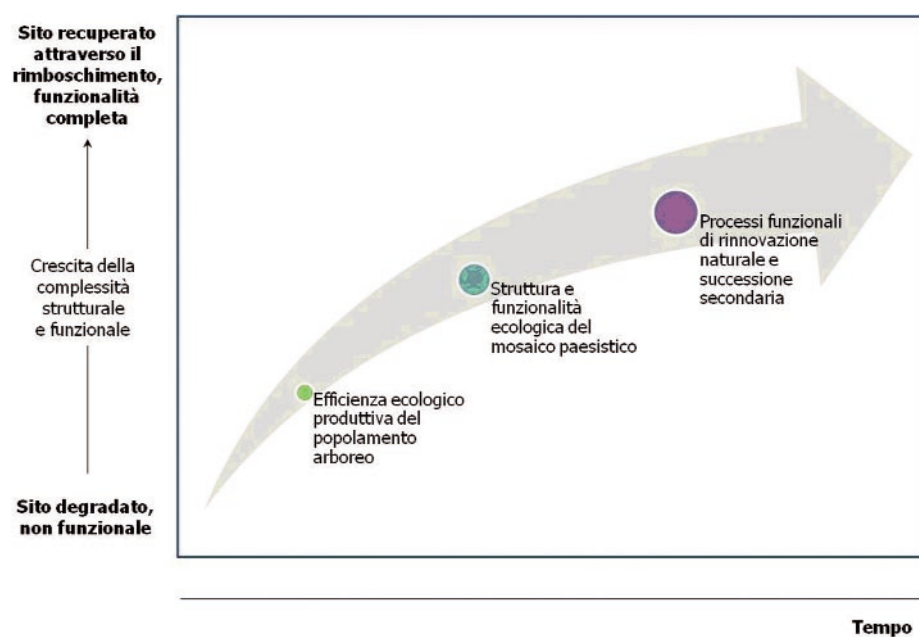 Sito recuperato
attraverso il
rimboschimento,
funzionalità
completa
Crescita della
complessità
strutturale
e funzionale
Sito degradato,
non funzionale
Efficienza ecologico
produttiva del
popolamento
arboreo
Struttura e
funzionalità
ecologica del
mosaico paesistico
Processi funzionali
di rinnovazione
naturale e
successione
secondaria
Tempo